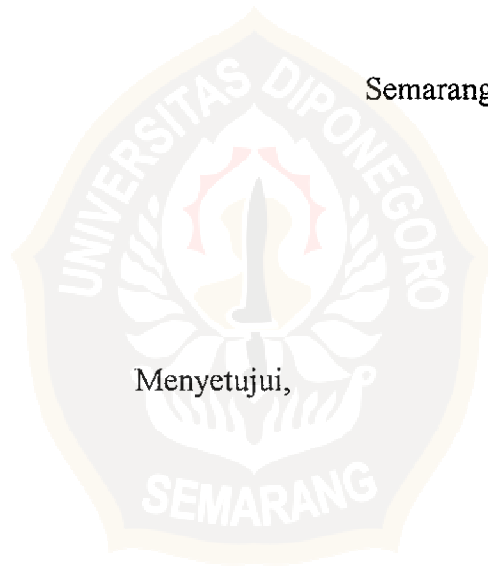 Semarang
Menyetujui,
UNIVERSITAS DIPONEGORO
SEMARANG